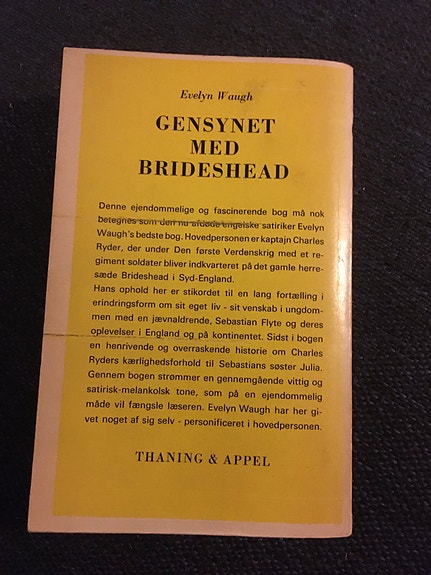 Evelyn Waugh
GENSYNET
MED
BRIDESHEAD
Denne ejendommelige og fascinerende bog må nok
betegnes som den nu afdøde engelske satiriker Evelyn
Waugh's bedste bog. Hovedpersonen er kaptajn Charles
Ryder, der under Den første Verdenskrig med et re-
giment soldater bliver indkvarteret på det gamle herre-
sæde Brideshead i Syd-England.
Hans ophold her er stikordet til en lang fortælling i
erindringsform om sit eget liv - sit venskab i ungdom-
men med en jævnaldrende, Sebastian Flyte og deres
oplevelser i England og på kontinentet. Sidst i bogen
en henrivende og overraskende historie om Charles
Ryders kærlighedsforhold til Sebastians søster Julia.
Gennem bogen strømmer en gennemgående vittig og
satirisk-melankolsk tone, som på en ejendommelig
måde vil fængsle læseren. Evelyn Waugh har her gi-
vet noget af sig selv - personificeret i hovedpersonen.
THANING & APPEL